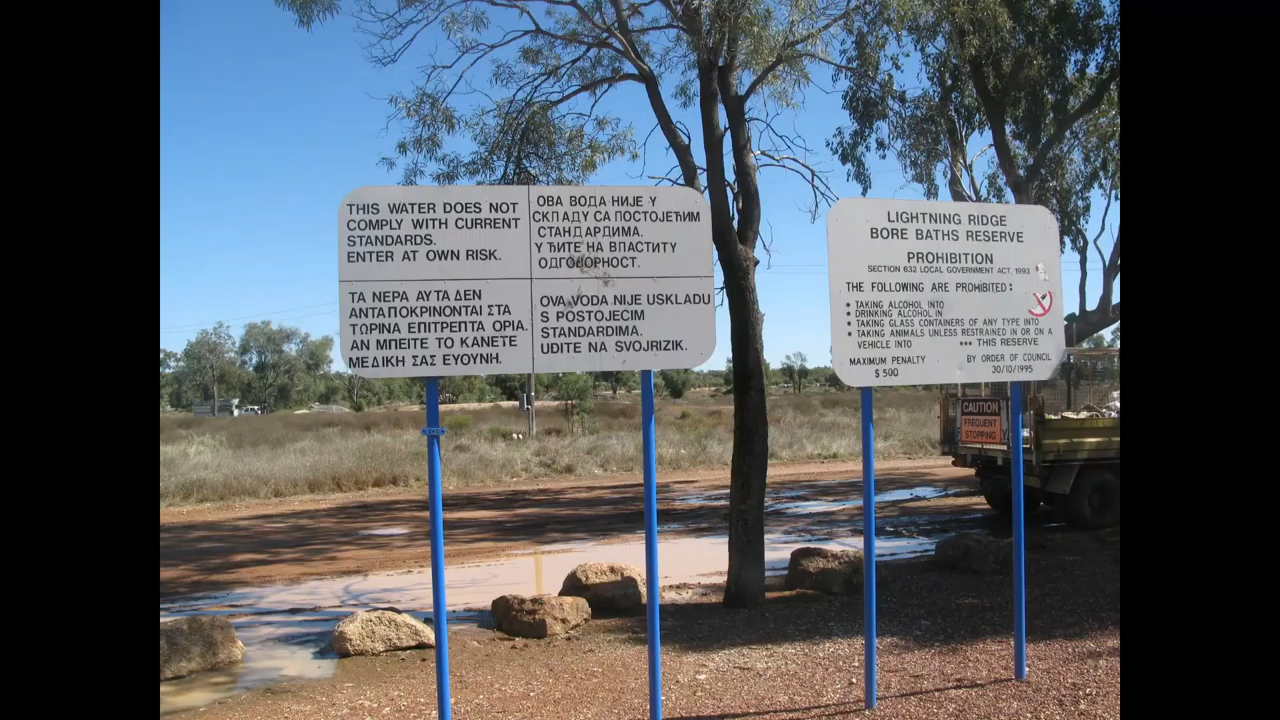 THIS WATER DOES NOT
COMPLY WITH CURRENT
STANDARDS.
ENTER AT OWN RISK.
ОВА ВОДА НИЈЕ У
СКЛАДУ СА ПОСТОЈЕЋИМ
СТАНДАРДИМА.
УЂИТЕ НА ВПАСТИТУ
ОДГОВОРНОСТ.
ΤΑ ΝΕΡΑ ΑΥΤΑ ΔΕΝ
ΑΝΤΑΠΟΚΡΙΝΟΝΤΑΙ ΣΤΑ
ΤΩΡΙΝΑ ΕΠΙΤΡΕΠΤΑ ΟΡΙΑ.
ΑΝ ΜΠΕΙΤΕ ΤΟ ΚΑΝΕΤΕ
ΜΕ ΔΙΚΗ ΣΑΣ ΕΥΟΥΝΗ.
OVA VODA NIJE USKLADU
S POSTOJECIM
STANDARDIMA.
UDITE NA SVOJRIZIK.
LIGHTNING RIDGE
BORE BATHS RESERVE
PROHIBITION
SECTION 632 LOCAL GOVERNMENT ACT, 1993
THE FOLLOWING ARE PROHIBITED:
• TAKING ALCOHOL INTO
• DRINKING ALCOHOL IN
• TAKING GLASS CONTAINERS OF ANY TYPE INTO
• TAKING ANIMALS UNLESS RESTRAINED IN OR ON A
VEHICLE INTO ••• THIS RESERVE
MAXIMUM PENALTY
$ 500
BY ORDER OF COUNCIL
30/10/1995
CAUTION
FREQUENT
STOPPING